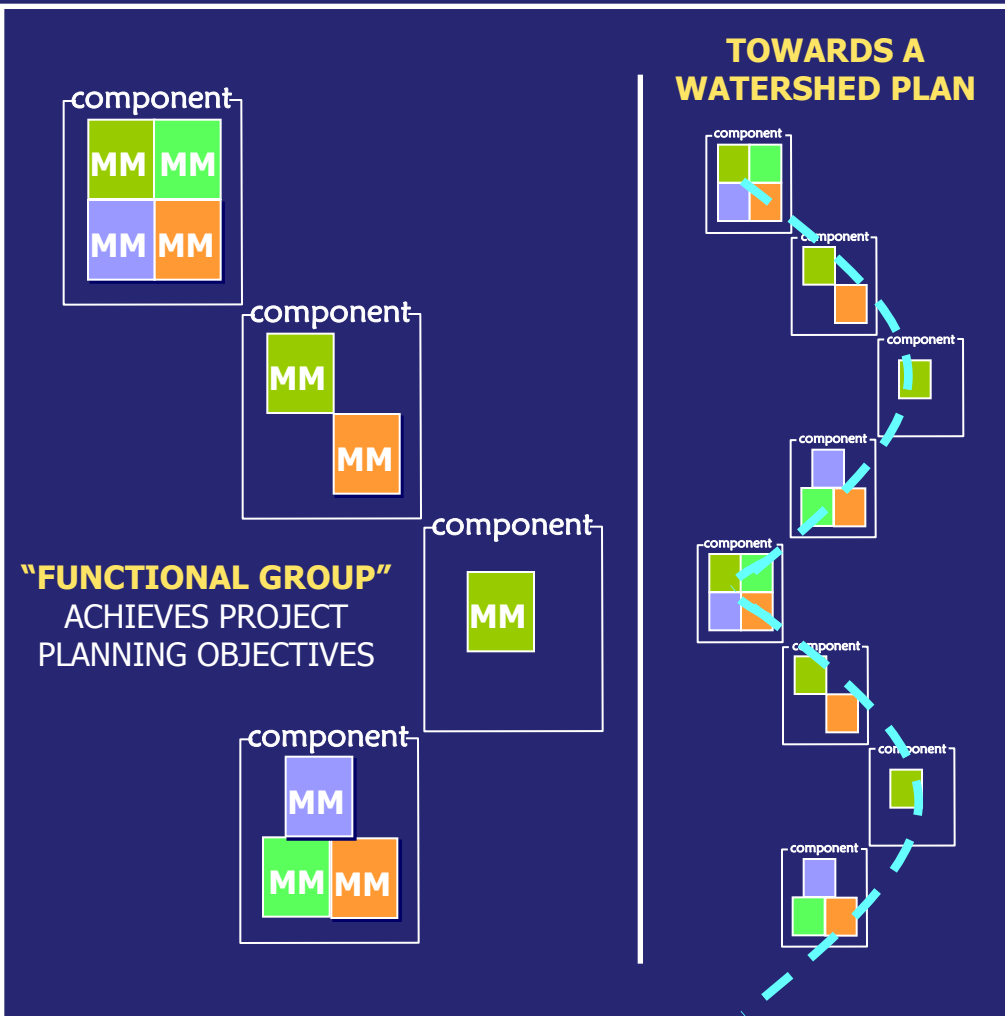 component
MM MM
MM MM
component
MM
MM
component
MM
“FUNCTIONAL GROUP”
ACHIEVES PROJECT
PLANNING OBJECTIVES
component
MM
MM MM
TOWARDS A
WATERSHED PLAN
component
component
component
component
component
component
component
component